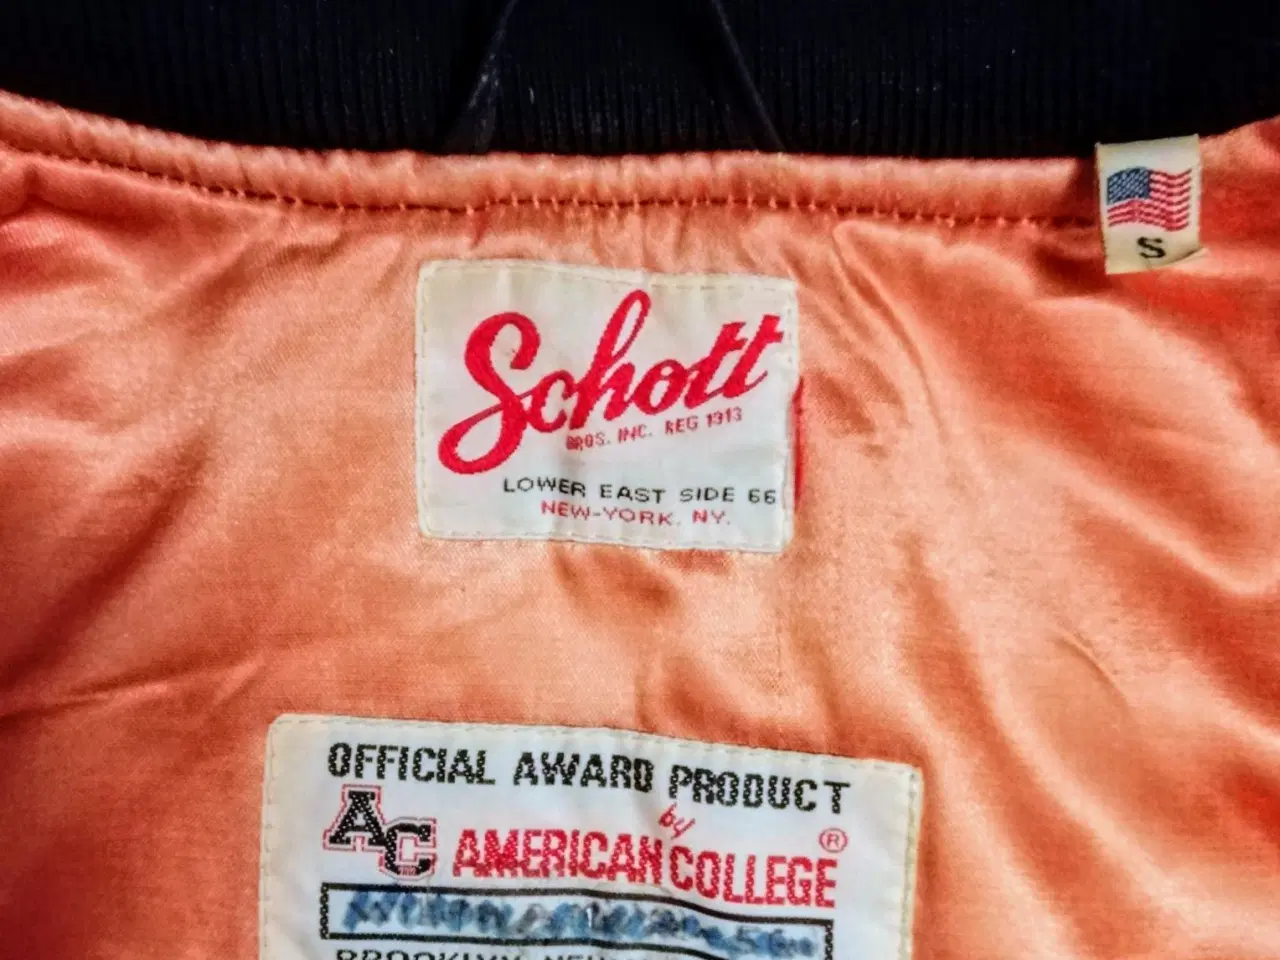 S
Schott
BROS. INC. REG 1913
LOWER EAST SIDE 66
NEW-YORK. NY.
OFFICIAL AWARD PRODUCT
by
AC AMERICAN COLLEGE ®
BROOKLYN